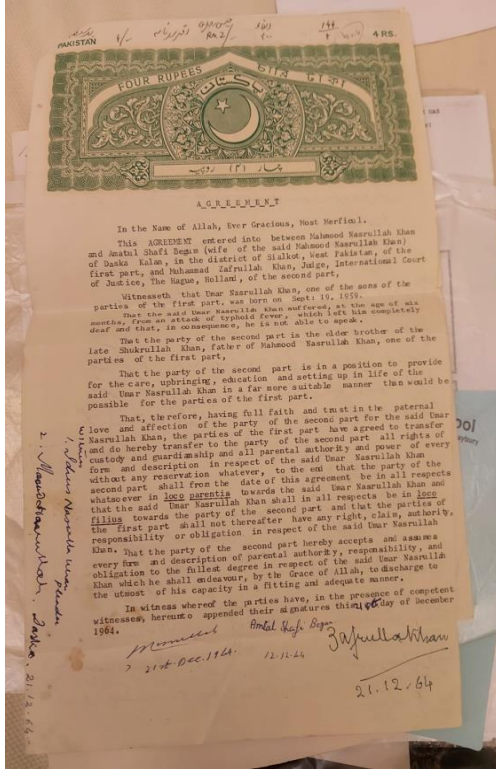 PAKISTAN
4/-
RM.2/-
4 RS.
FOUR RUPEES
پاکستان
چار روپیہ
A G R E E M E N T
In the Name of Allah, Ever Gracious, Most Merficul.
This AGREEMENT entered into between Mahmood Nasrullah Khan
and Amatul Shafi Begum (wife of the said Mahmood Nasrullah Khan)
of Daska Kalan, in the district of Sialkot, West Pakistan, of the
first part, and Muhammad Zafrullah Khan, Judge, International Court
of Justice, The Hague, Holland, of the second part,
Witnesseth that Umar Nasrullah Khan, one of the sons of the
parties of the first part, was born on Sept: 19, 1959.
That the said Umar Nasrullah Khan suffered, at the age of six
months, from an attack of typhoid fever, which left him completely
deaf and that, in consequence, he is not able to speak.
That the party of the second part is the elder brother of the
late Shukrullah Khan, father of Mahmood Nasrullah Khan, one of the
parties of the first part,
That the party of the second part is in a position to provide
for the care, upbringing, education and setting up in life of the
said Umar Nasrullah Khan in a far more suitable manner than would be
possible for the parties of the first part.
That, therefore, having full faith and trust in the paternal
love and affection of the party of the second part for the said Umar
Nasrullah Khan, the parties of the first part have agreed to transfer
and do hereby transfer to the party of the second part all rights of
custody and guardianship and all parental authority and power of every
form and description in respect of the said Umar Nasrullah Khan
without any reservation whatever, to the end that the party of the
second part shall from the date of this agreement be in all respects
whatsoever in loco parentis towards the said Umar Nasrullah Khan and
that the said Umar Nasrullah Khan shall in all respects be in loco
filius towards the party of the second part and that the parties of
the first part shall not thereafter have any right, claim, authority,
responsibility or obligation in respect of the said Umar Nasrullah
Khan.
That the party of the second part hereby accepts and assumes
every form and description of parental authority, responsibility, and
obligation to the fullest degree in respect of the said Umar Nasrullah
Khan which he shall endeavour, by the Grace of Allah, to discharge to
the utmost of his capacity in a fitting and adequate manner.
In witness whereof the parties have, in the presence of competent
witnesses, hereunto appended their signatures this 21st day of December
1964.
21st Dec. 1964.
Amtal Shafi Begum
12-12-64
Zafrullakhan
21.12.64
Witnesses
1. Idrees Nasrulla Khan
2. Daska. 21.12.64.
ool